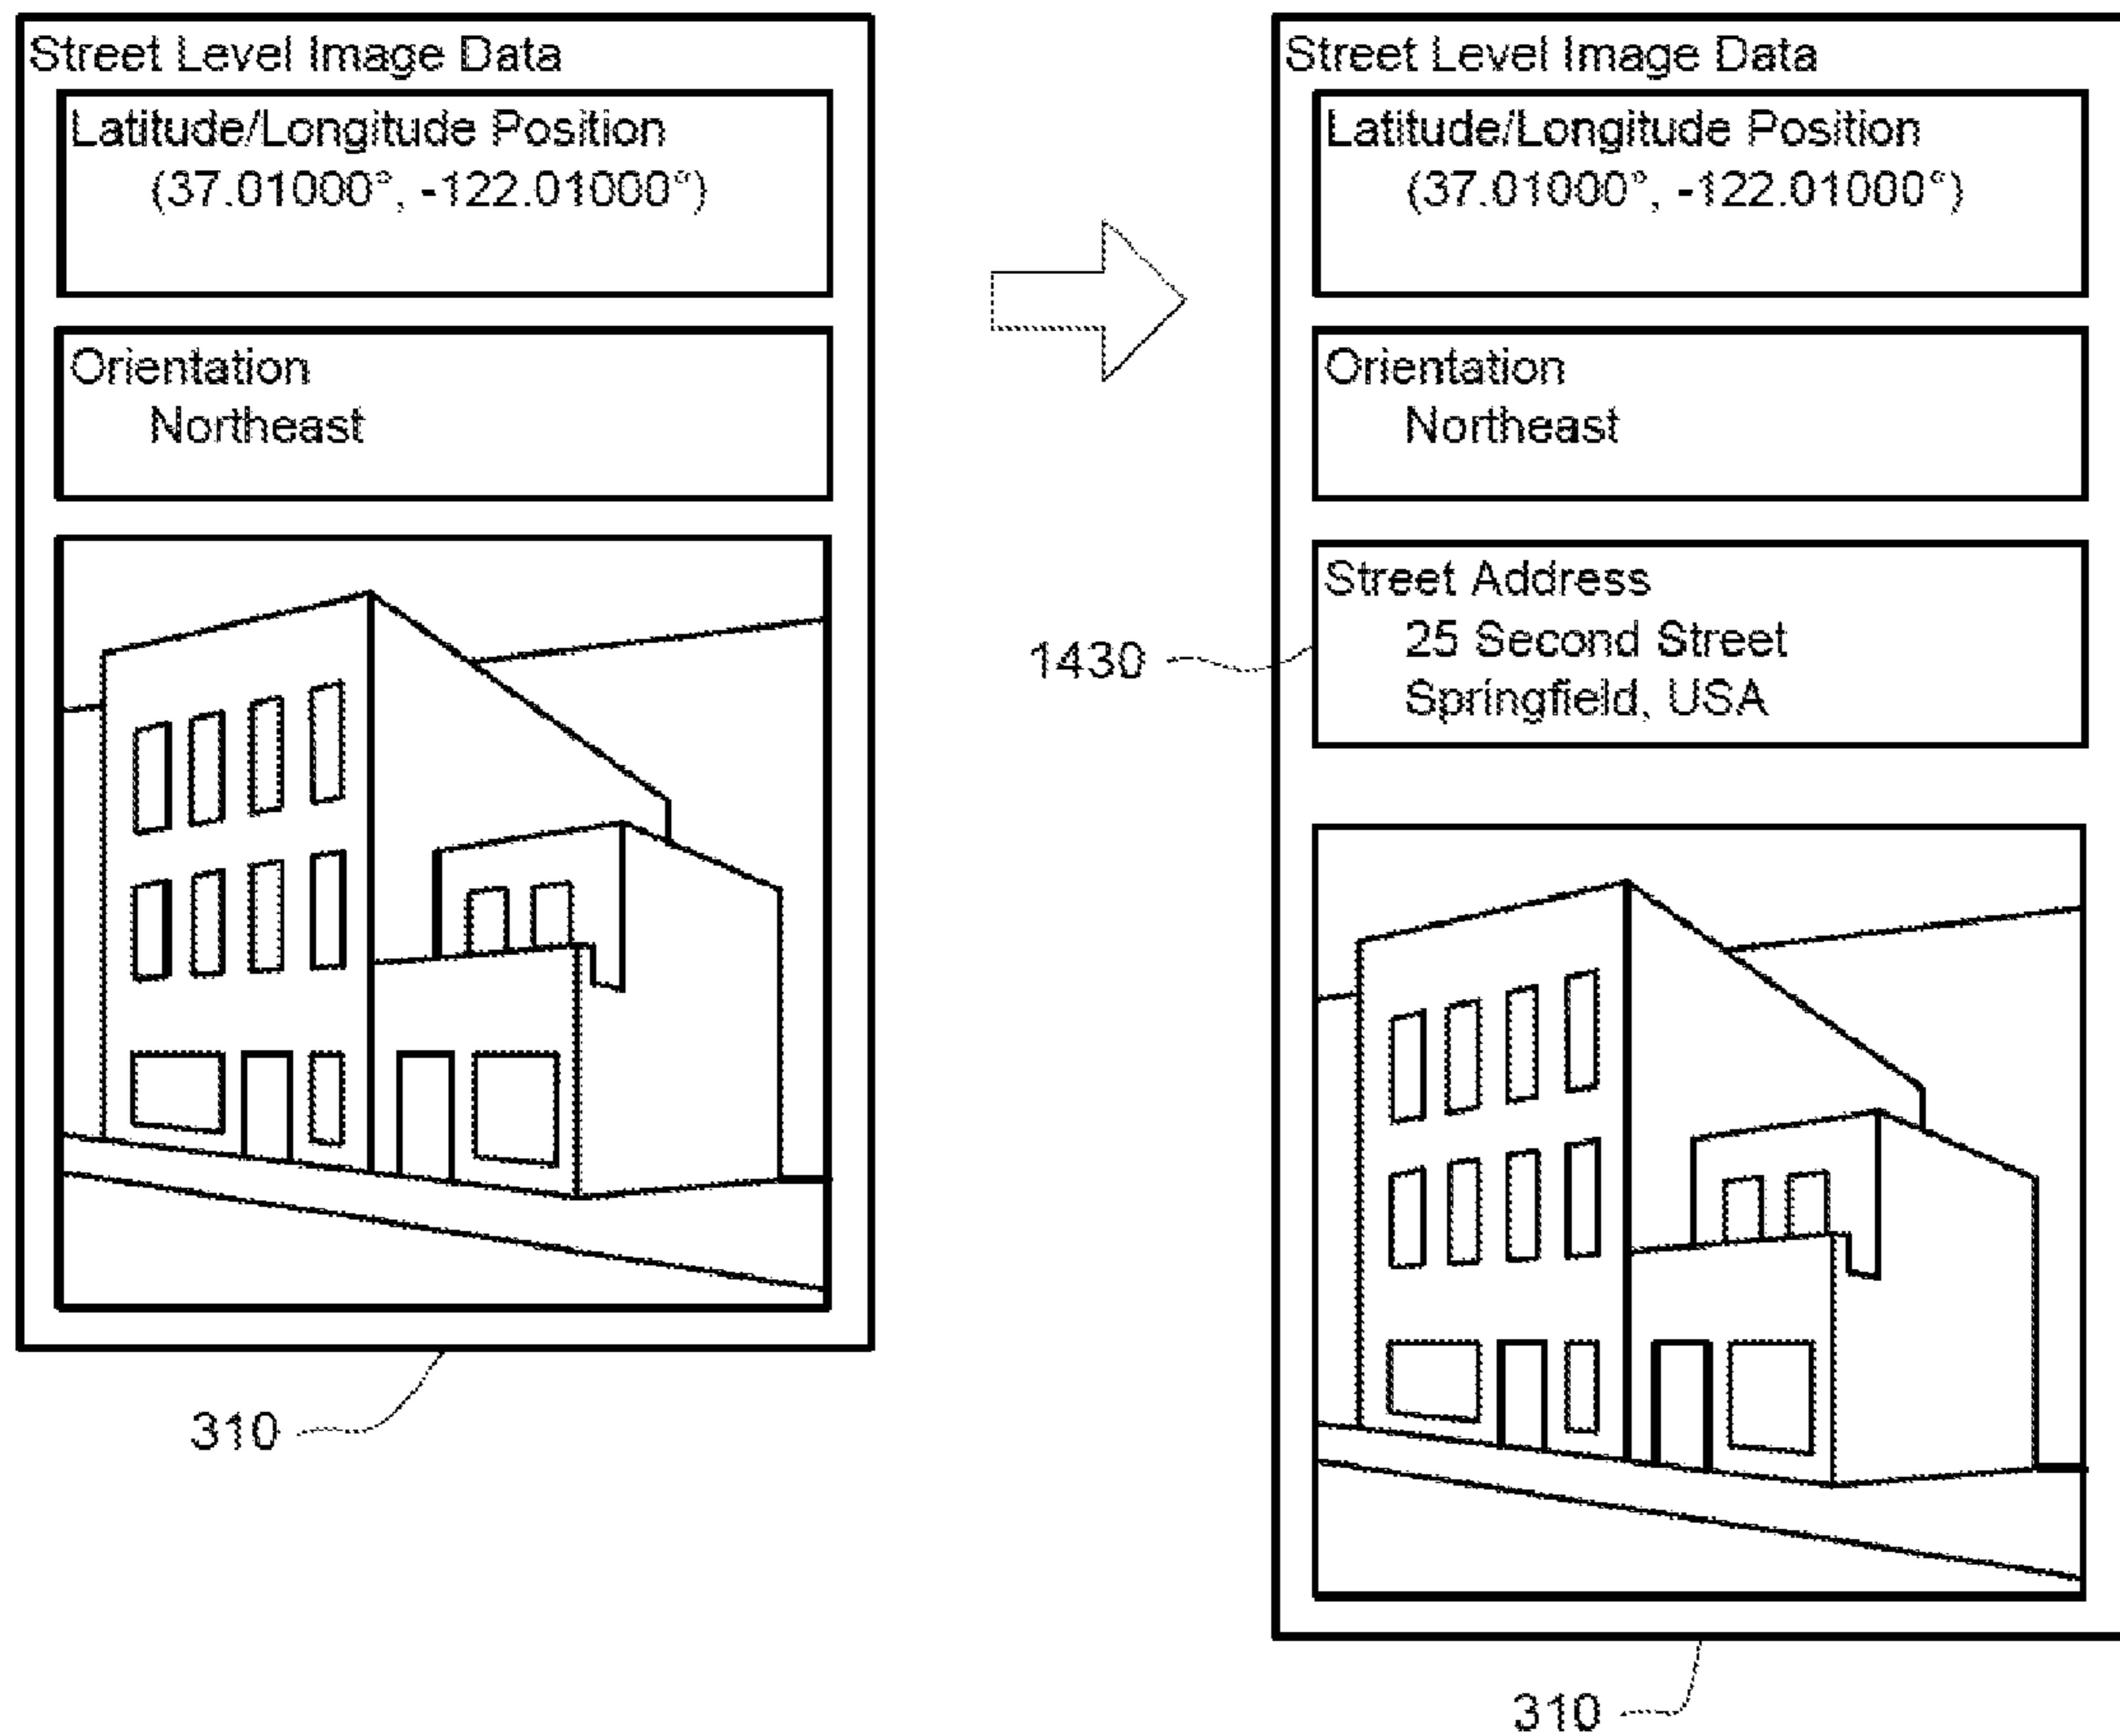 Street Level Image Data
Latitude/Longitude Position
(37.01000°, -122.01000°)
Orientation
Northeast
310
Street Level Image Data
Latitude/Longitude Position
(37.01000°, -122.01000°)
Orientation
Northeast
1430
Street Address
25 Second Street
Springfield, USA
310